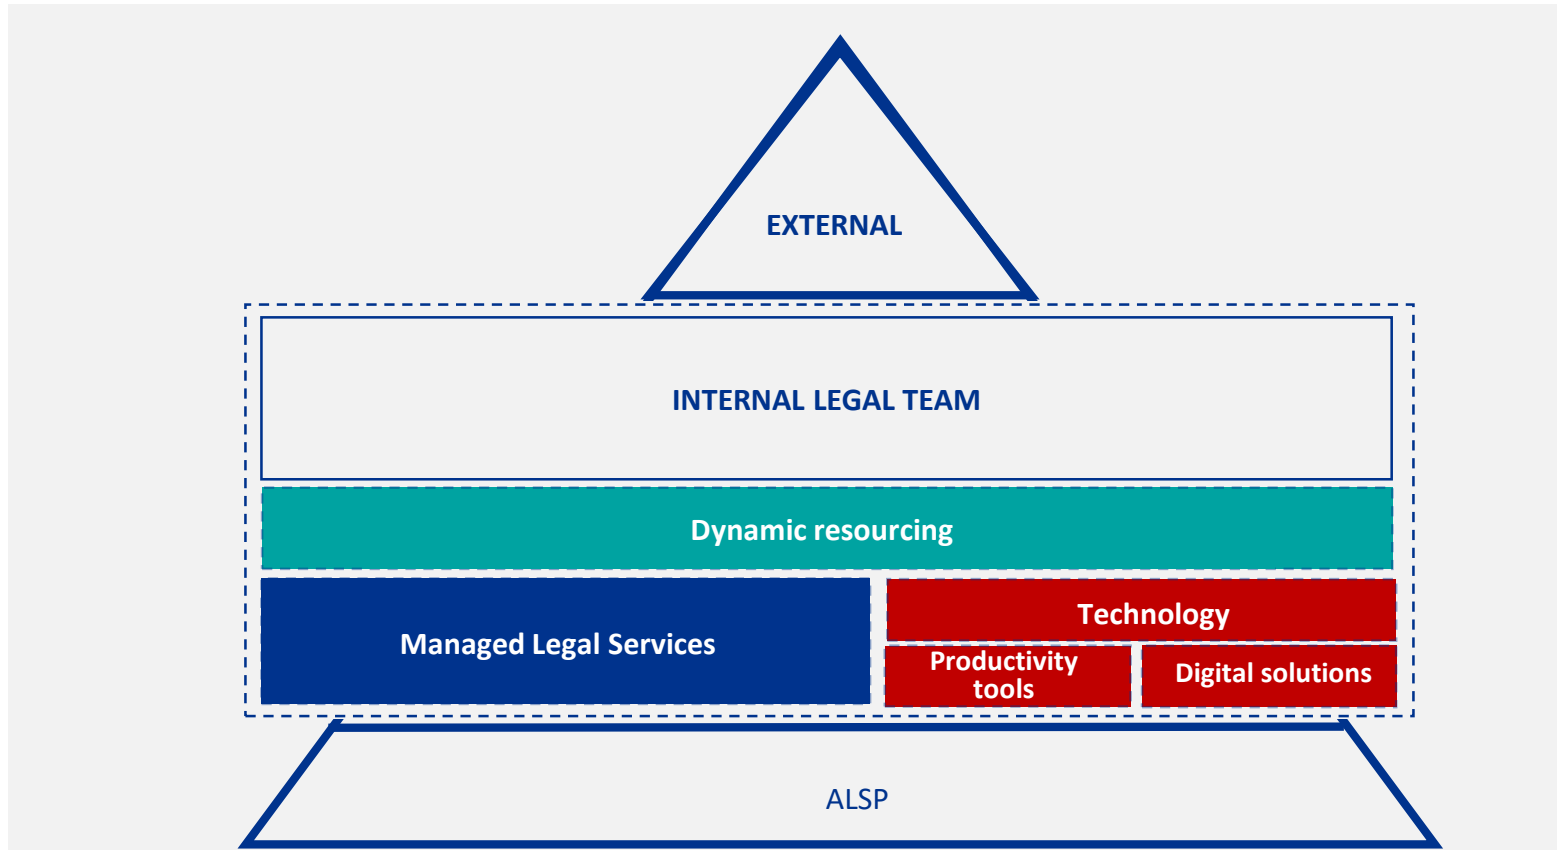 EXTERNAL
INTERNAL LEGAL TEAM
Dynamic resourcing
Managed Legal Services
Technology
Productivity
tools
Digital solutions
ALSP